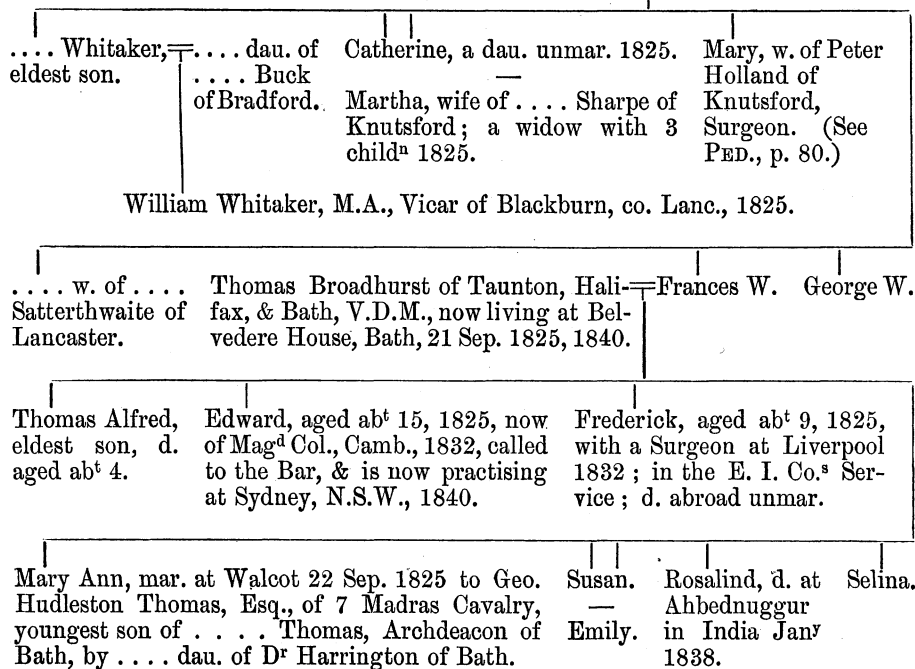 . . . . Whitaker,
eldest son.
. . . . dau. of
. . . . Buck
of Bradford.
Catherine, a dau. unmar. 1825.
—
Martha, wife of . . . . Sharpe of
Knutsford ; a widow with 3
childⁿ 1825.
Mary, w. of Peter
Holland of
Knutsford,
Surgeon. (See
PED., p. 80.)
William Whitaker, M.A., Vicar of Blackburn, co. Lanc., 1825.
. . . . w. of . . . .
Satterthwaite of
Lancaster.
Thomas Broadhurst of Taunton, Hali-
fax, & Bath, V.D.M., now living at Bel-
vedere House, Bath, 21 Sep. 1825, 1840.
Frances W.
George W.
Thomas Alfred,
eldest son, d.
aged abᵗ 4.
Edward, aged abᵗ 15, 1825, now
of Magᵈ Col., Camb., 1832, called
to the Bar, & is now practising
at Sydney, N.S.W., 1840.
Frederick, aged abᵗ 9, 1825,
with a Surgeon at Liverpool
1832 ; in the E. I. Co.ˢ Ser-
vice ; d. abroad unmar.
Mary Ann, mar. at Walcot 22 Sep. 1825 to Geo.
Hudleston Thomas, Esq., of 7 Madras Cavalry,
youngest son of . . . . Thomas, Archdeacon of
Bath, by . . . . dau. of Dʳ Harrington of Bath.
Susan.
—
Emily.
Rosalind, d. at
Ahbednuggur
in India Janʸ
1838.
Selina.